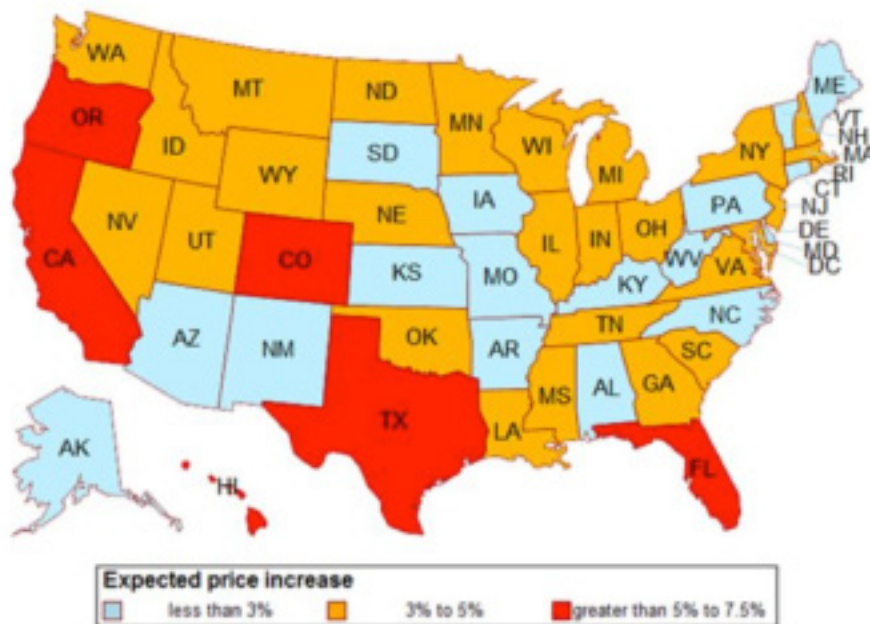 WA
MT
ND
MN
ME
VT
NH
MA
RI
CT
NJ
DE
MD
DC
OR
ID
WY
SD
WI
MI
NY
NV
UT
CO
NE
IA
IL
IN
OH
PA
CA
KS
MO
KY
WV
VA
AZ
NM
OK
AR
TN
NC
SC
TX
LA
MS
AL
GA
FL
AK
HI
Expected price increase
less than 3% 3% to 5% greater than 5% to 7.5%